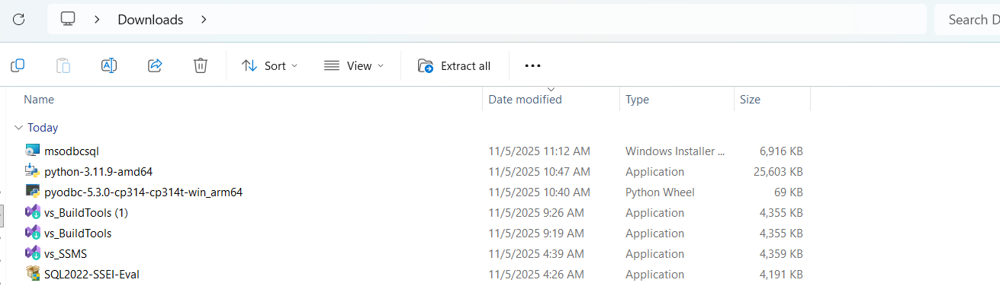 Downloads Search D
Sort View Extract all
Name Date modified Type Size
Today
msodbcsql 11/5/2025 11:12 AM Windows Installer ... 6,916 KB
python-3.11.9-amd64 11/5/2025 10:47 AM Application 25,603 KB
pyodbc-5.3.0-cp314-cp314t-win_arm64 11/5/2025 10:40 AM Python Wheel 69 KB
vs_BuildTools (1) 11/5/2025 9:26 AM Application 4,355 KB
vs_BuildTools 11/5/2025 9:19 AM Application 4,355 KB
vs_SSMS 11/5/2025 4:39 AM Application 4,359 KB
SQL2022-SSEI-Eval 11/5/2025 4:26 AM Application 4,191 KB